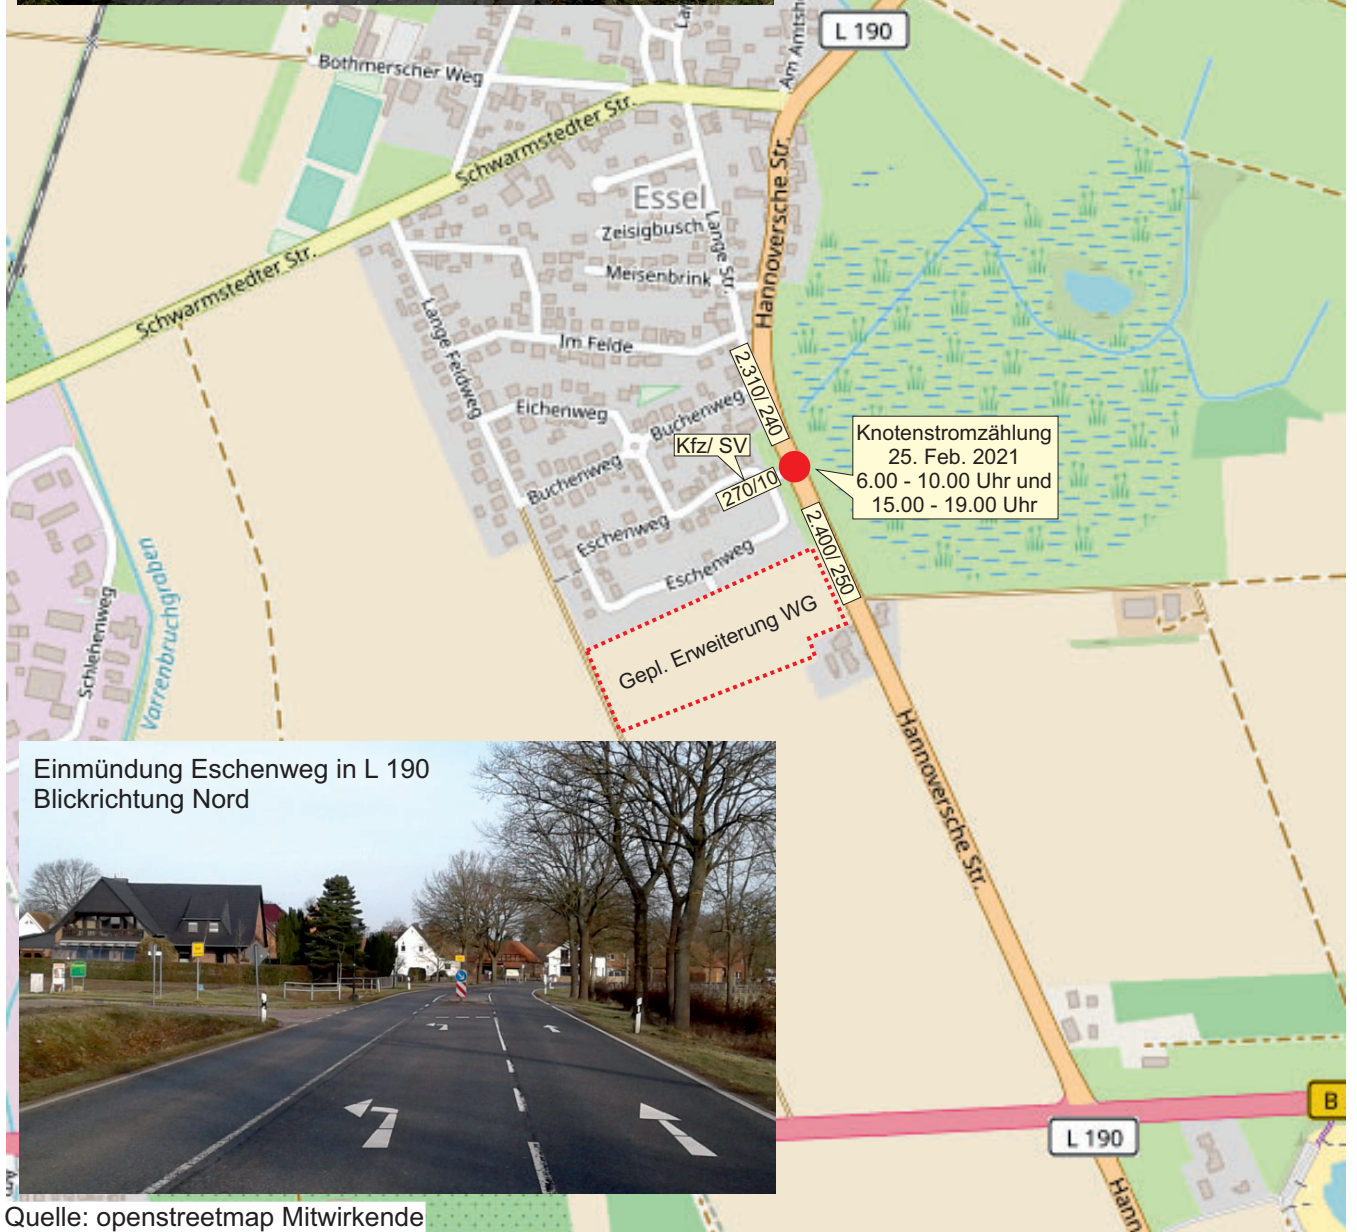 L 190
Am Amtsh
Bothmerscher Weg
Schwarmstedter Str.
Essel
Zeisigbusch
Meisenbrink
Lange Str.
Hannoversche Str.
Schwarmstedter Str.
Lange Feldweg
Im Felde
Eichenweg
Buchenweg
Buchenweg
Eschenweg
Eschenweg
2.310/ 240
Kfz/ SV
270/10
2.400/ 250
Knotenstromzählung
25. Feb. 2021
6.00 - 10.00 Uhr und
15.00 - 19.00 Uhr
Gepl. Erweiterung WG
Schlehenweg
Varrenbruchgraben
Hannoversche Str.
Einmündung Eschenweg in L 190
Blickrichtung Nord
B
L 190
Hann
Quelle: openstreetmap Mitwirkende